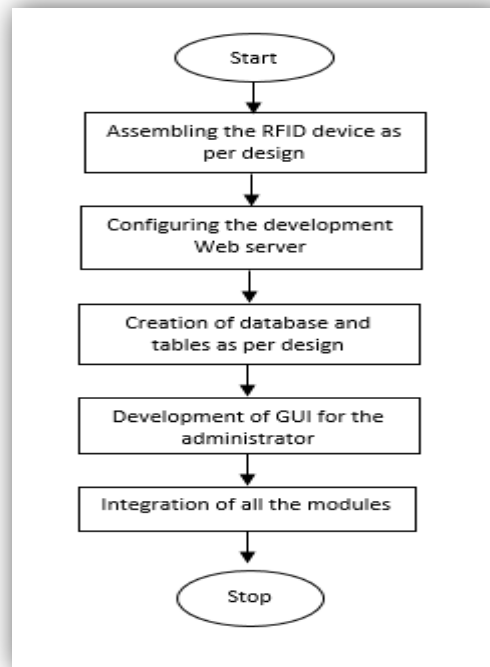 Start
Assembling the RFID device as
per design
Configuring the development
Web server
Creation of database and
tables as per design
Development of GUI for the
administrator
Integration of all the modules
Stop